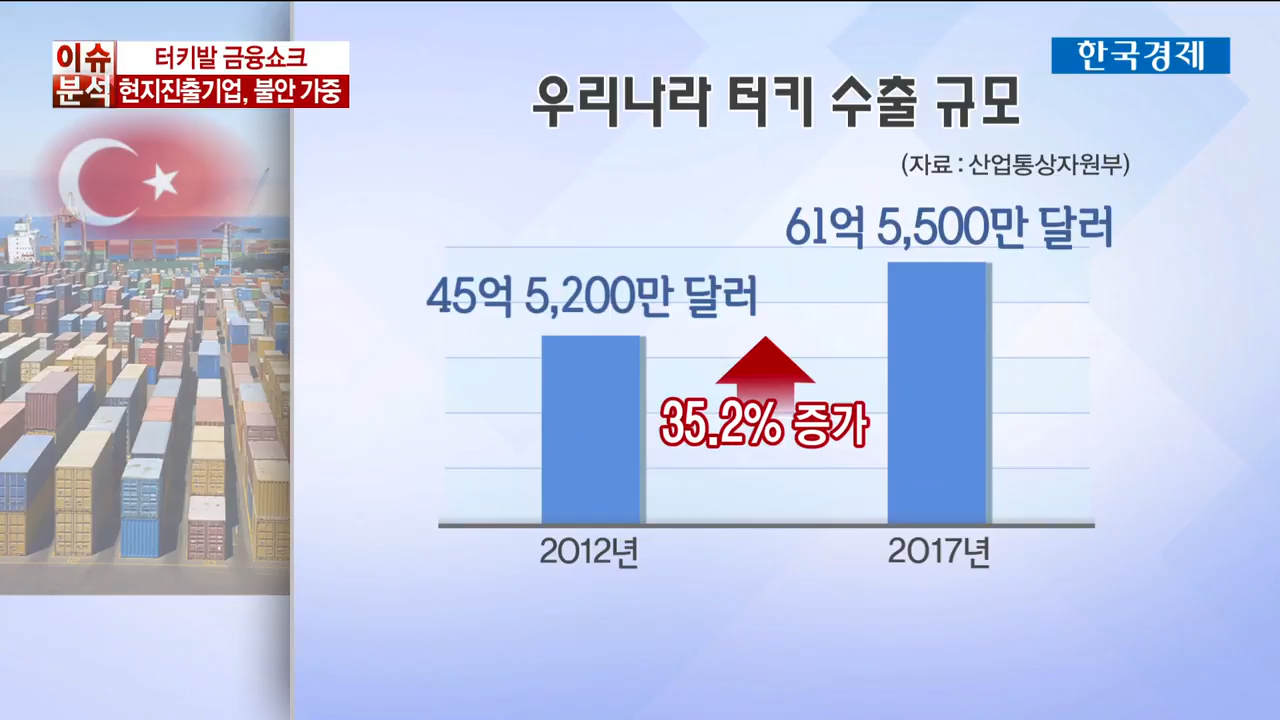 이슈
분석
터키발 금융쇼크
현지진출기업, 불안 가중
한국경제
우리나라 터키 수출 규모
(자료 : 산업통상자원부)
61억 5,500만 달러
45억 5,200만 달러
35.2% 증가
2012년
2017년